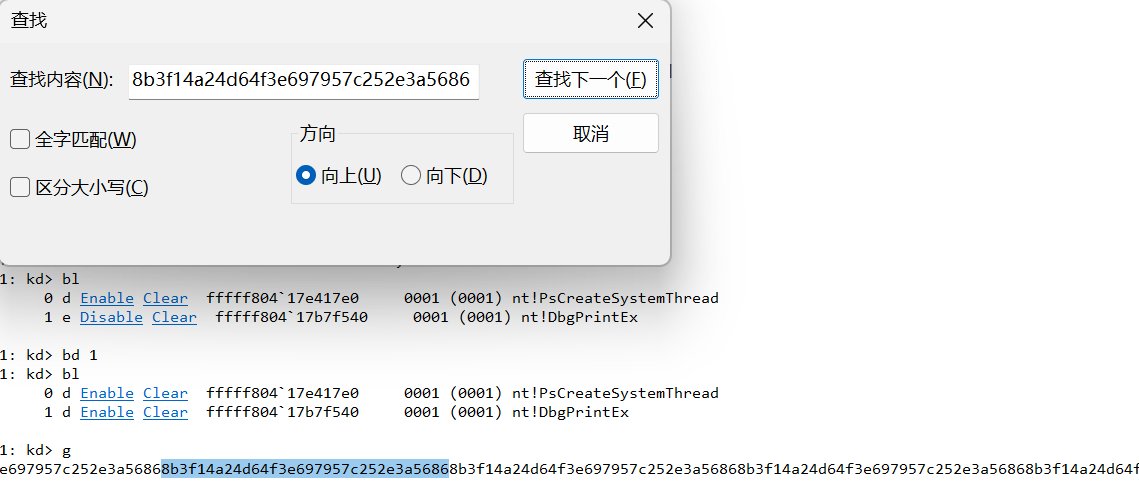 查找
查找内容(N): 8b3f14a24d64f3e697957c252e3a5686 查找下一个(F)
全字匹配(W) 方向 取消
区分大小写(C) 向上(U) 向下(D)
1: kd> bl
0 d Enable Clear fffff804`17e417e0 0001 (0001) nt!PsCreateSystemThread
1 e Disable Clear fffff804`17b7f540 0001 (0001) nt!DbgPrintEx
1: kd> bd 1
1: kd> bl
0 d Enable Clear fffff804`17e417e0 0001 (0001) nt!PsCreateSystemThread
1 d Enable Clear fffff804`17b7f540 0001 (0001) nt!DbgPrintEx
1: kd> g
e697957c252e3a56868b3f14a24d64f3e697957c252e3a56868b3f14a24d64f3e697957c252e3a56868b3f14a24d64f3e697957c252e3a56868b3f14a24d64f